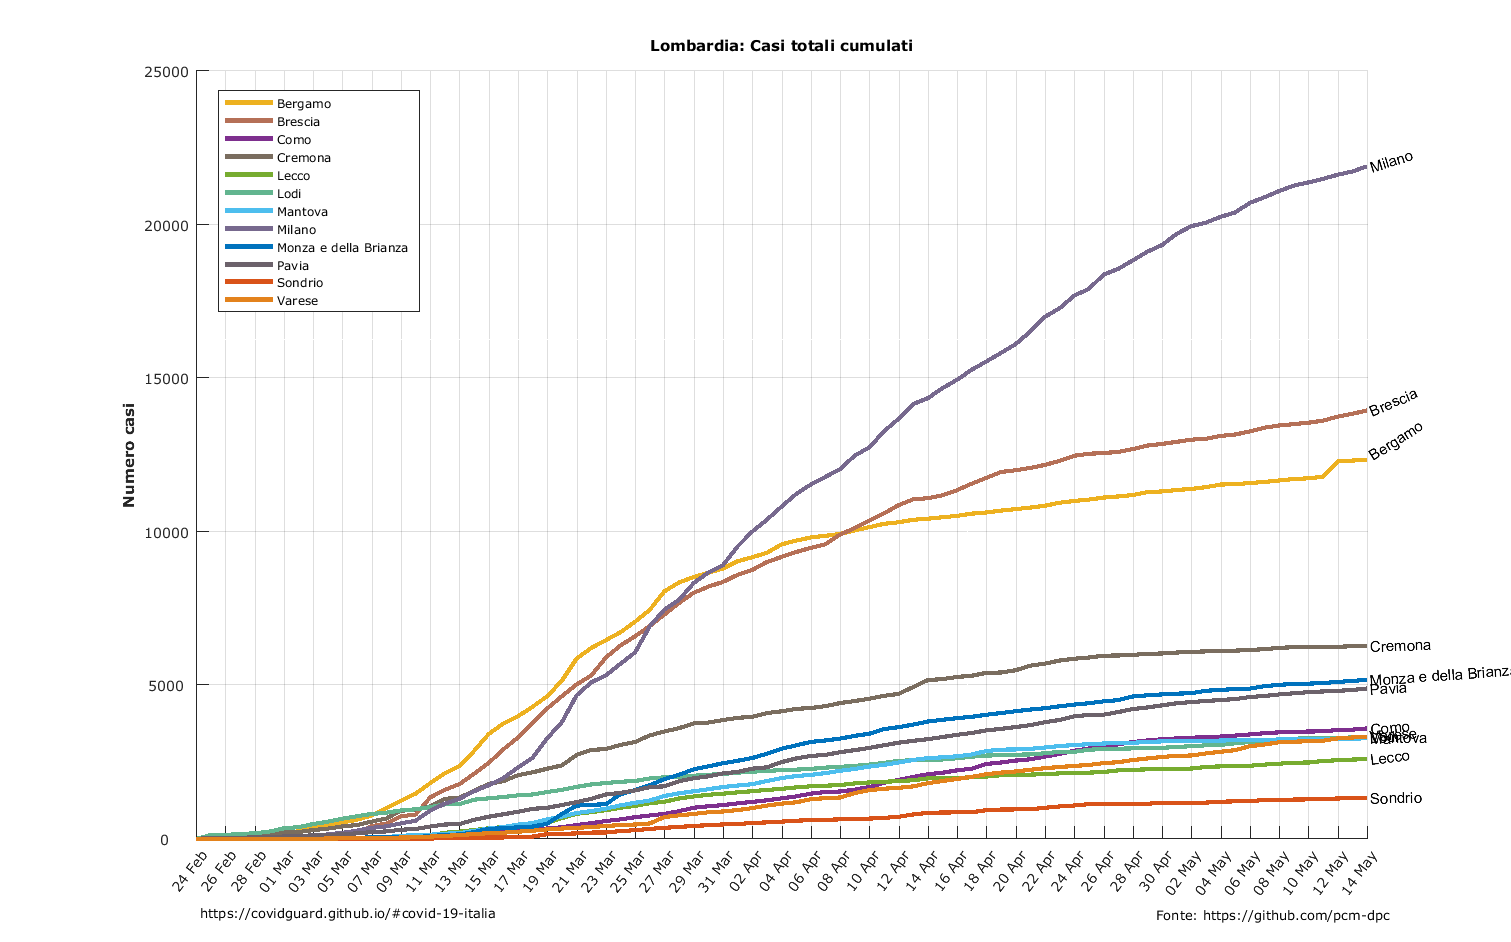 Lombardia: Casi totali cumulati
Numero casi
25000
20000
15000
10000
5000
0
Bergamo
Brescia
Como
Cremona
Lecco
Lodi
Mantova
Milano
Monza e della Brianza
Pavia
Sondrio
Varese
Milano
Brescia
Bergamo
Cremona
Monza e della Brianza
Pavia
Como
Mantova
Lecco
Sondrio
24 Feb
26 Feb
28 Feb
01 Mar
03 Mar
05 Mar
07 Mar
09 Mar
11 Mar
13 Mar
15 Mar
17 Mar
19 Mar
21 Mar
23 Mar
25 Mar
27 Mar
29 Mar
31 Mar
02 Apr
04 Apr
06 Apr
08 Apr
10 Apr
12 Apr
14 Apr
16 Apr
18 Apr
20 Apr
22 Apr
24 Apr
26 Apr
28 Apr
30 Apr
02 May
04 May
06 May
08 May
10 May
12 May
14 May
https://covidguard.github.io/#covid-19-italia
Fonte: https://github.com/pcm-dpc